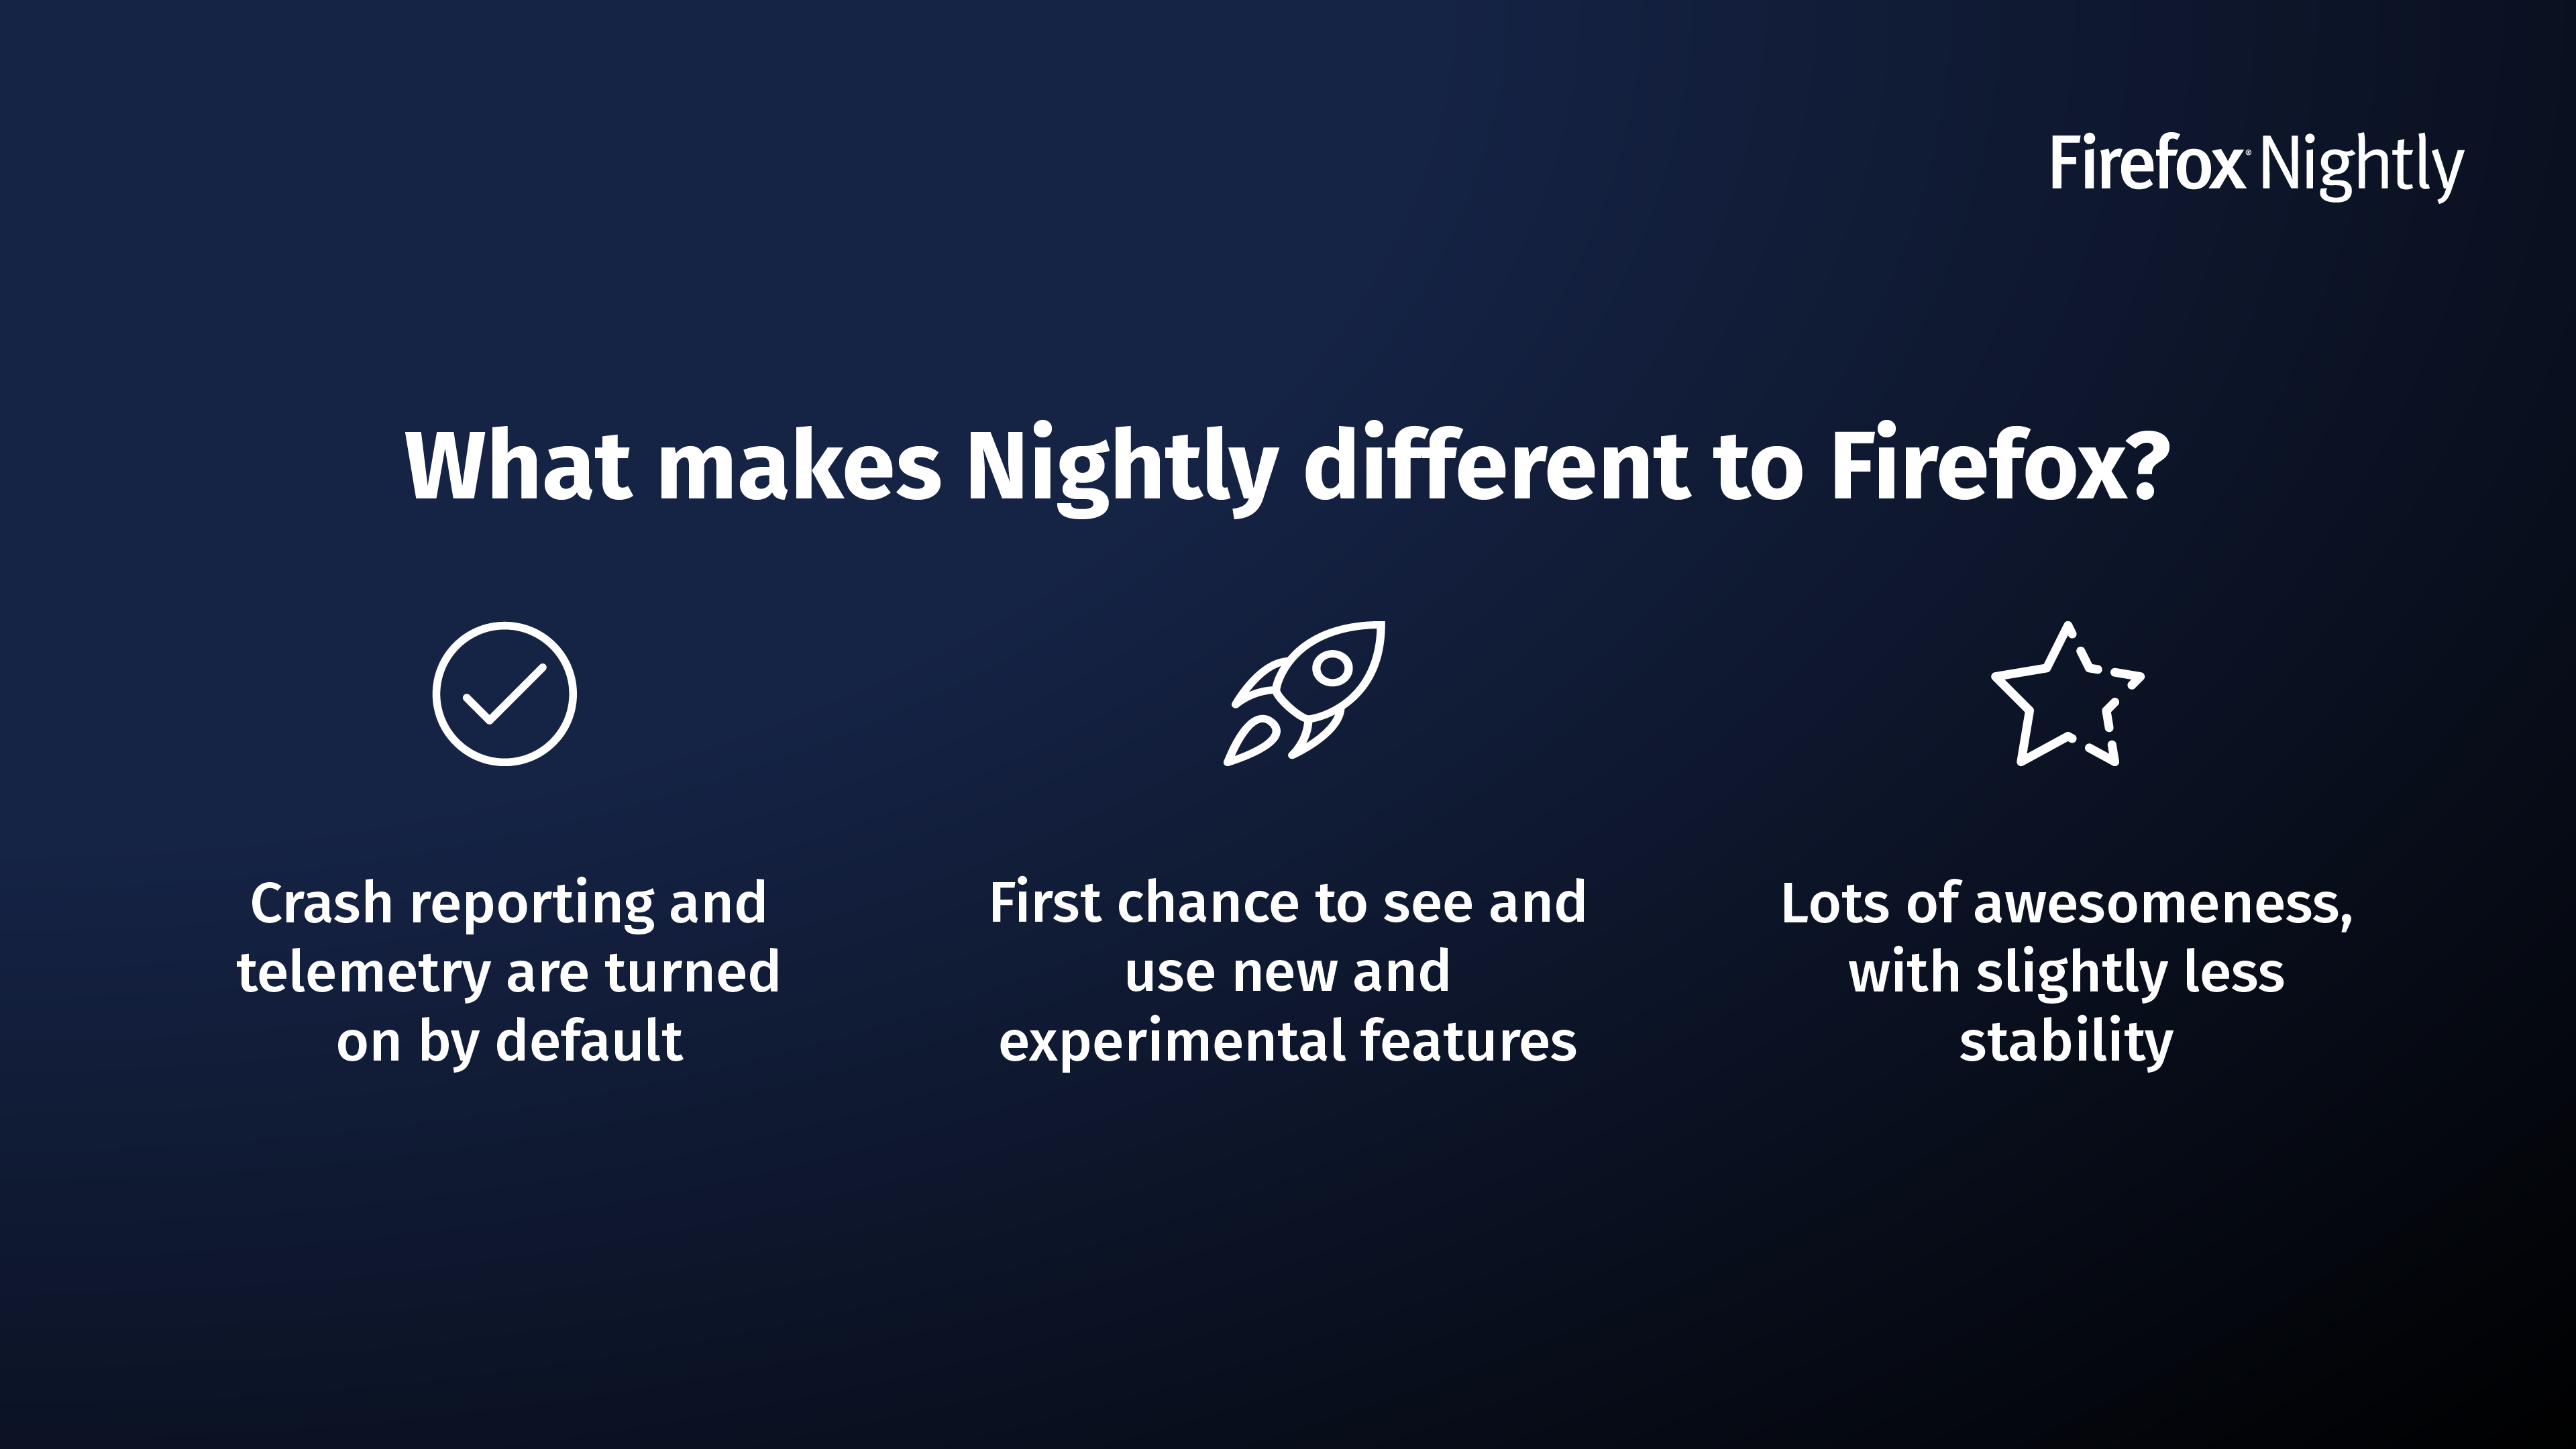 Firefox® Nightly
What makes Nightly different to Firefox?
Crash reporting and
telemetry are turned
on by default
First chance to see and
use new and
experimental features
Lots of awesomeness,
with slightly less
stability